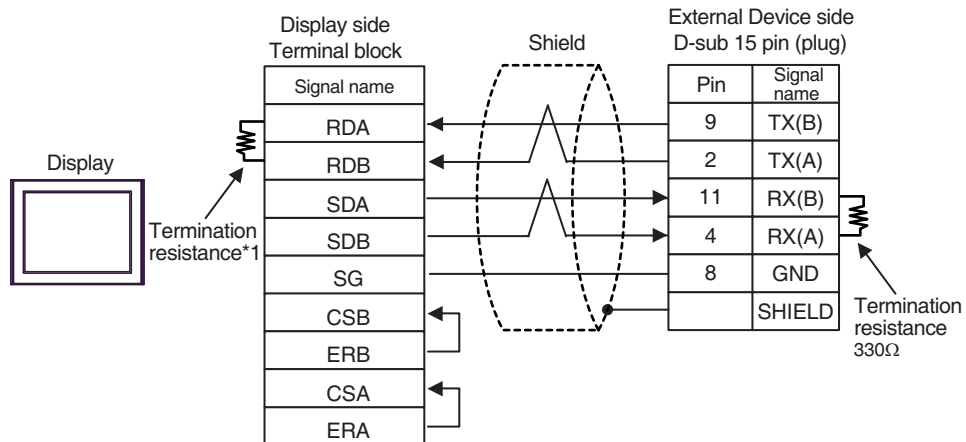 Display side
Terminal block
Shield
External Device side
D-sub 15 pin (plug)
Signal name
Pin
Signal
name
RDA
9
TX(B)
RDB
2
TX(A)
SDA
11
RX(B)
SDB
4
RX(A)
SG
8
GND
CSB
SHIELD
ERB
CSA
ERA
Display
Termination
resistance*1
Termination
resistance
330Ω